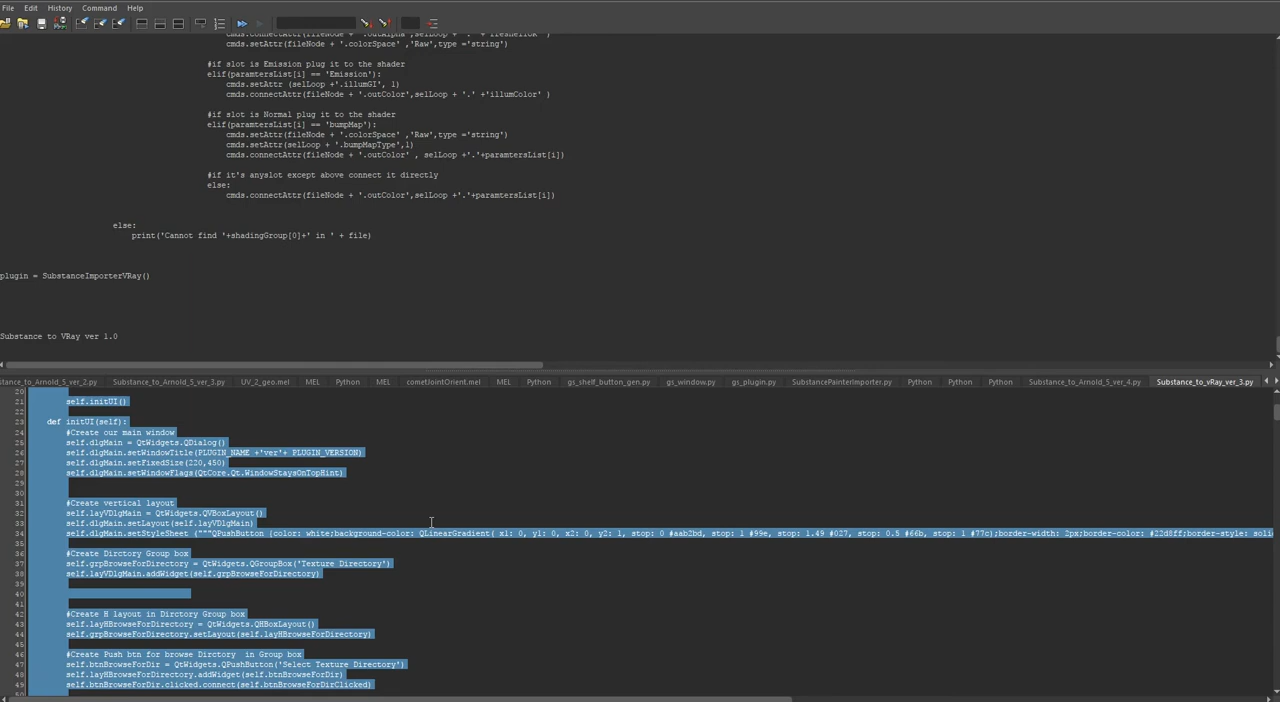 File Edit History Command Help
cmds.connectAttr(fileNode + '.outAlpha',selLoop + '.' +
cmds.setAttr(fileNode + '.colorSpace' ,'Raw',type ='string')
#if slot is Emission plug it to the shader
elif(paramtersList[i] == 'Emission'):
cmds.setAttr (selLoop +'.illumGI', 1)
cmds.connectAttr(fileNode + '.outColor',selLoop + '.' +'illumColor' )
#if slot is Normal plug it to the shader
elif(paramtersList[i] == 'bumpMap'):
cmds.setAttr(fileNode + '.colorSpace' ,'Raw',type ='string')
cmds.setAttr(selLoop + '.bumpMapType',1)
cmds.connectAttr(fileNode + '.outColor' , selLoop +'.'+paramtersList[i])
#if it's anyslot except above connect it directly
else:
cmds.connectAttr(fileNode + '.outColor',selLoop +'.'+paramtersList[i])
else:
print('Cannot find '+shadingGroup[0]+' in ' + file)
plugin = SubstanceImporterVRay()
Substance to VRay ver 1.0
stance_to_Arnold_5_ver_2.py Substance_to_Arnold_5_ver_3.py UV_2_geo.mel MEL Python MEL cometJointOrient.mel MEL Python gs_shelf_button_gen.py gs_window.py gs_plugin.py SubstancePainterImporter.py Python Python Python Substance_to_Arnold_5_ver_4.py Substance_to_vRay_ver_3.py
20
21 self.initUI()
22
23 def initUI(self):
24 #Create our main window
25 self.dlgMain = QtWidgets.QDialog()
26 self.dlgMain.setWindowTitle(PLUGIN_NAME +'ver'+ PLUGIN_VERSION)
27 self.dlgMain.setFixedSize(220,450)
28 self.dlgMain.setWindowFlags(QtCore.Qt.WindowStaysOnTopHint)
29
30
31 #Create vertical layout
32 self.layVDlgMain = QtWidgets.QVBoxLayout()
33 self.dlgMain.setLayout(self.layVDlgMain)
34 self.dlgMain.setStyleSheet ("""QPushButton {color: white;background-color: QLinearGradient( x1: 0, y1: 0, x2: 0, y2: 1, stop: 0 #aab2bd, stop: 1 #99e, stop: 1.49 #027, stop: 0.5 #66b, stop: 1 #77c);border-width: 2px;border-color: #22d8ff;border-style: soli
35
36 #Create Dirctory Group box
37 self.grpBrowseForDirectory = QtWidgets.QGroupBox('Texture Directory')
38 self.layVDlgMain.addWidget(self.grpBrowseForDirectory)
39
40
41
42 #Create H layout in Dirctory Group box
43 self.layHBrowseForDirectory = QtWidgets.QHBoxLayout()
44 self.grpBrowseForDirectory.setLayout(self.layHBrowseForDirectory)
45
46 #Create Push btn for browse Dirctory in Group box
47 self.btnBrowseForDir = QtWidgets.QPushButton('Select Texture Directory')
48 self.layHBrowseForDirectory.addWidget(self.btnBrowseForDir)
49 self.btnBrowseForDir.clicked.connect(self.btnBrowseForDirClicked)
50